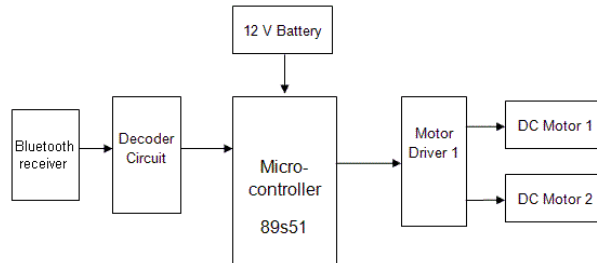 12 V Battery
Bluetooth
receiver
Decoder
Circuit
Micro-
controller
89s51
Motor
Driver 1
DC Motor 1
DC Motor 2